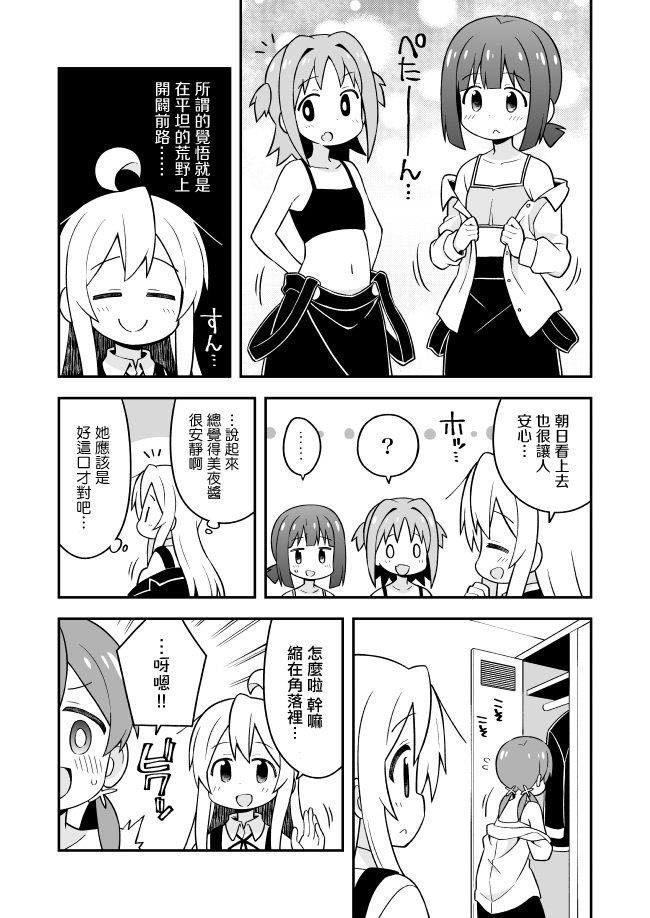 ぺたーーん…
所謂的覺悟就是
在平坦的荒野上
開闢前路……
すん…
朝日看上去
也很讓人
安心…
ホッ…
？
……
…說起來
總覺得美夜醬
很安靜啊
她應該是
好這口才對吧…
怎麼啦 幹嘛
縮在角落裡…
…呀嗯!!
ビクッ